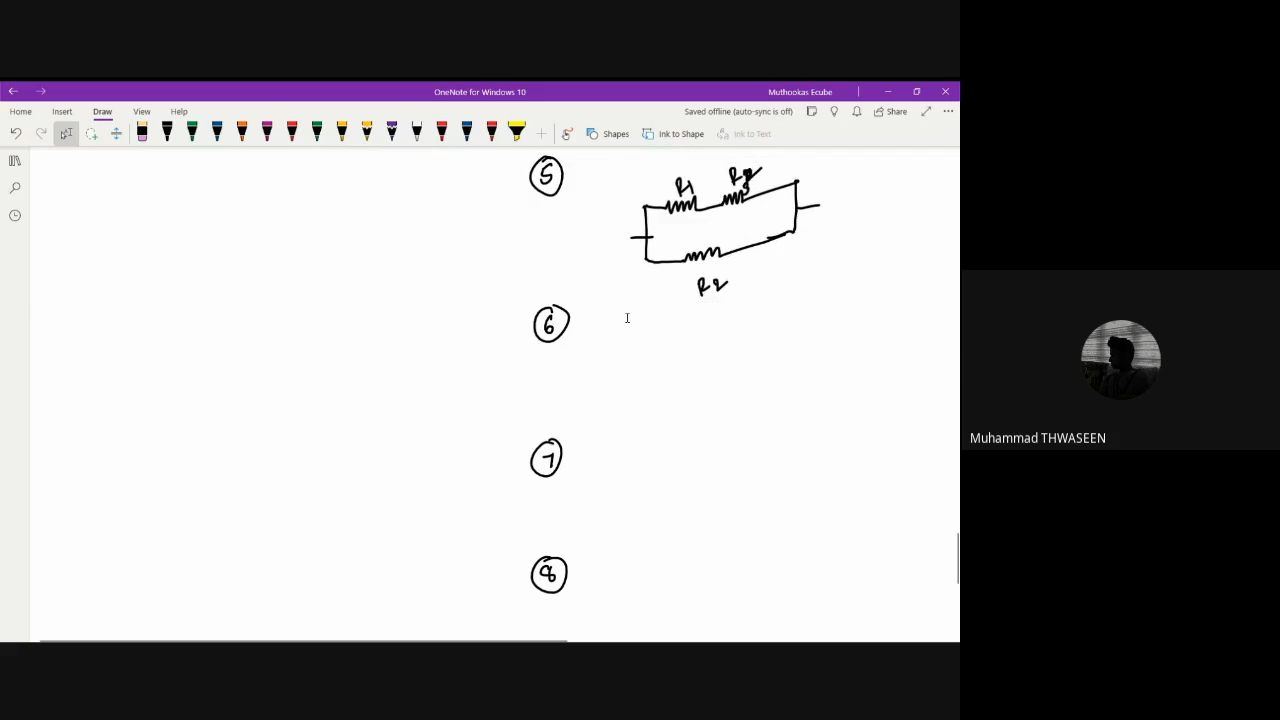 OneNote for Windows 10
Muthookas Ecube
Home Insert Draw View Help
Saved offline (auto-sync is off)
Share
Shapes
Ink to Shape
Ink to Text
5
R1
R2
6
7
8
Muhammad THWASEEN